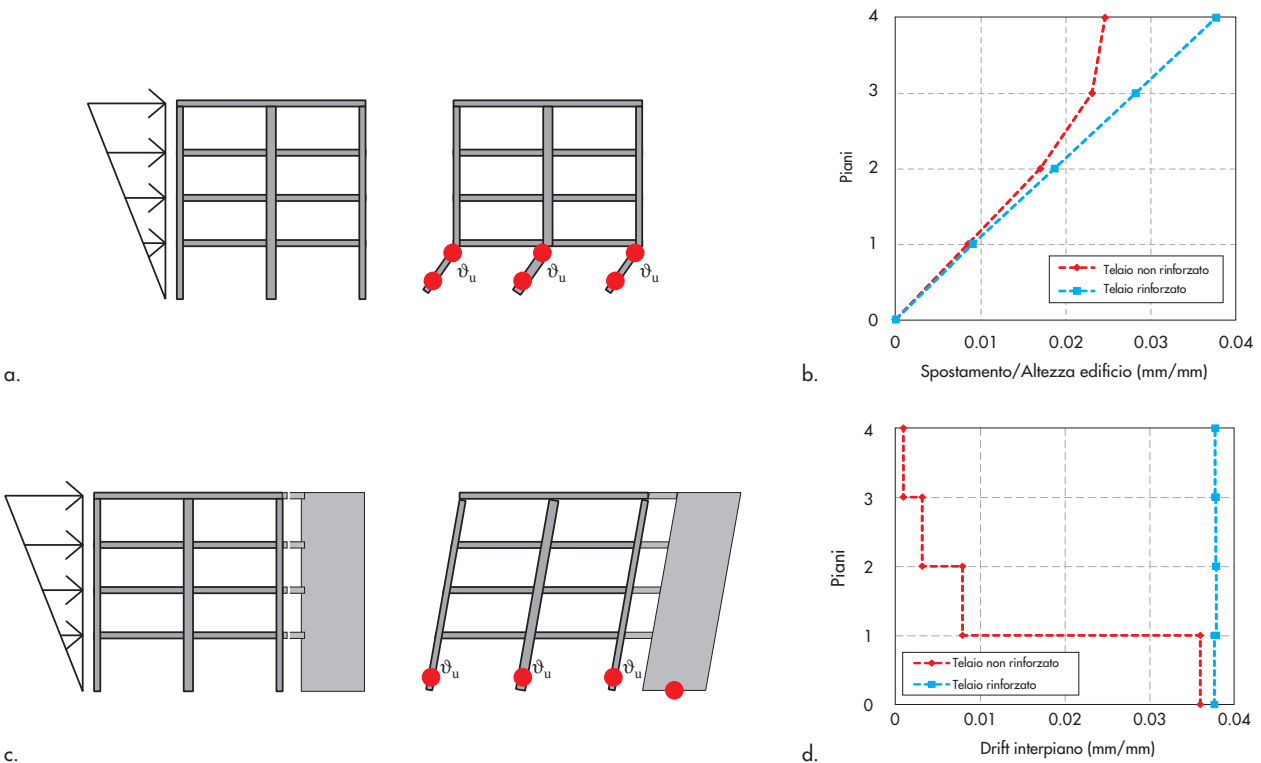 ϑu
ϑu
ϑu
a.
4
3
2
1
0
Piani
Telaio non rinforzato
Telaio rinforzato
0 0.01 0.02 0.03 0.04
Spostamento/Altezza edificio (mm/mm)
b.
ϑu
ϑu
ϑu
c.
4
3
2
1
0
Piani
Telaio non rinforzato
Telaio rinforzato
0 0.01 0.02 0.03 0.04
Drift interpiano (mm/mm)
d.